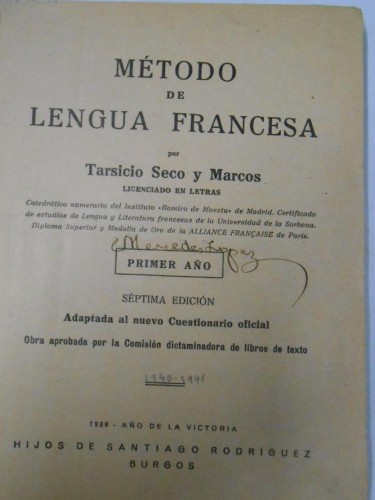 MÉTODO
DE
LENGUA FRANCESA
por
Tarsicio Seco y Marcos
LICENCIADO EN LETRAS
Catedrático numerario del Instituto «Ramiro de Maeztu» de Madrid. Certificado
de estudios de Lengua y Literatura francesas de la Universidad de la Sorbona.
Diploma Superior y Medalla de Oro de la ALLIANCE FRANÇAISE de París.
Mercedes Lopez
PRIMER AÑO
SÉPTIMA EDICIÓN
Adaptada al nuevo Cuestionario oficial
Obra aprobada por la Comisión dictaminadora de libros de texto
1940-1941
1939 - AÑO DE LA VICTORIA
HIJOS DE SANTIAGO RODRÍGUEZ
BURGOS